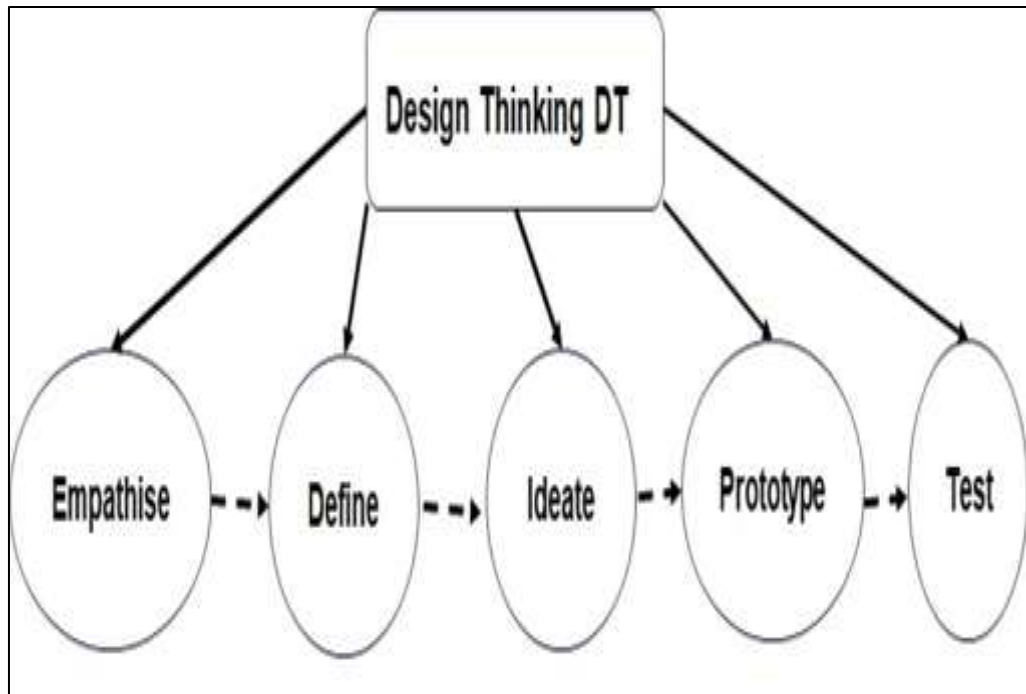 Design Thinking DT
Empathise
Define
Ideate
Prototype
Test